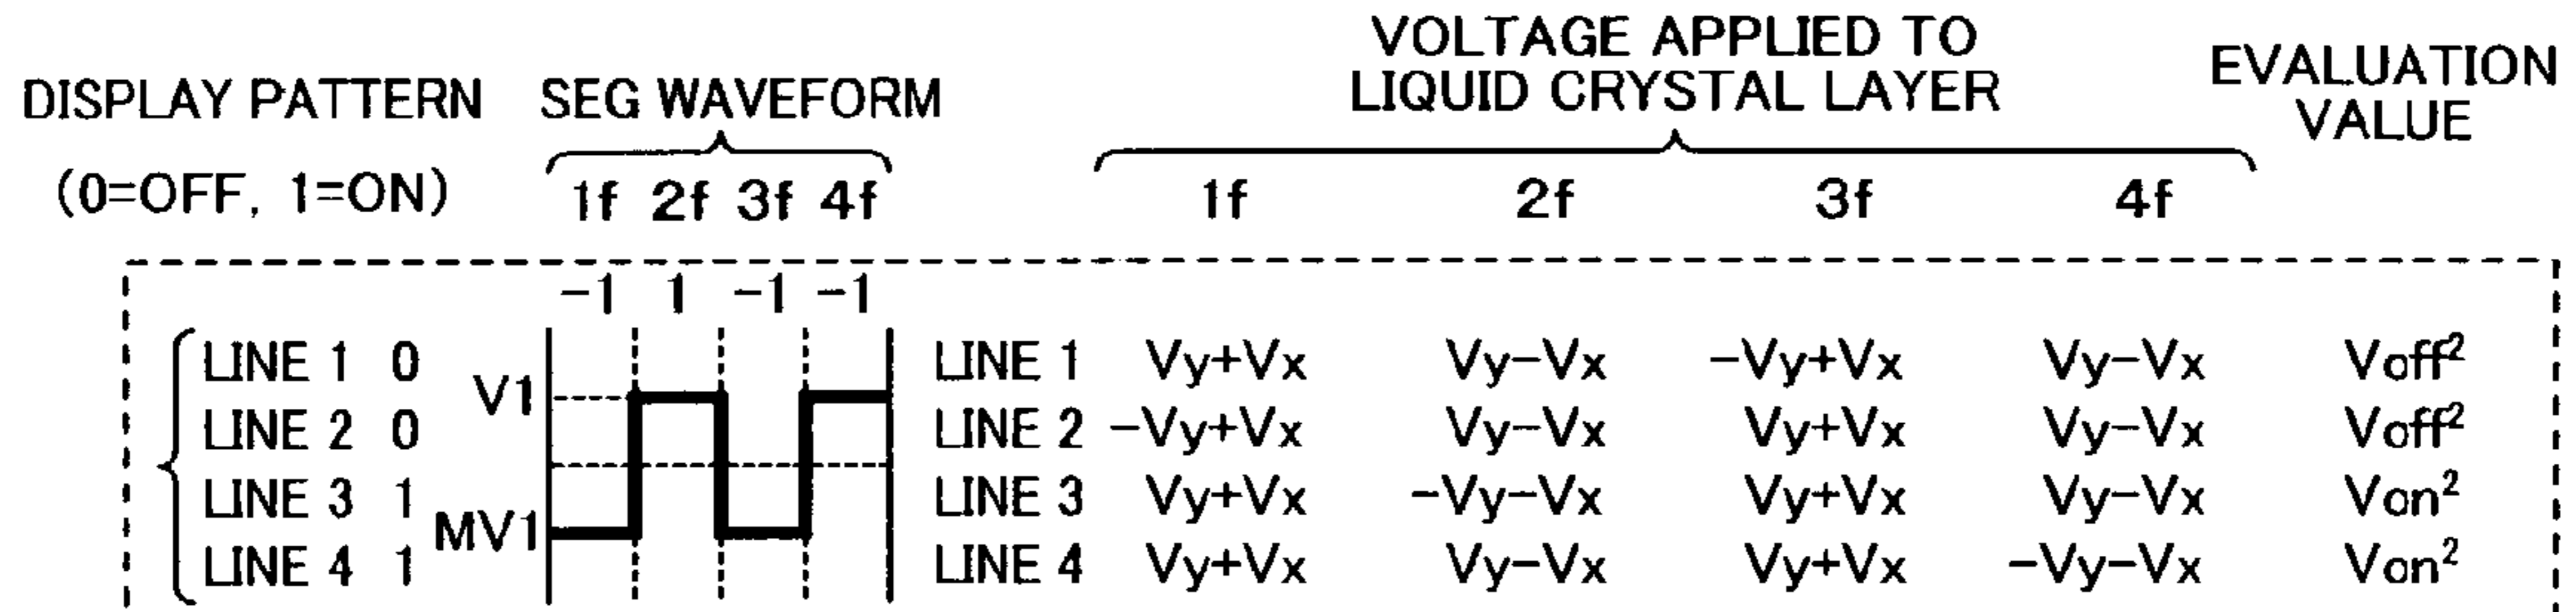 VOLTAGE APPLIED TO
LIQUID CRYSTAL LAYER
EVALUATION
VALUE
DISPLAY PATTERN SEG WAVEFORM
(0=OFF, 1=ON) 1f 2f 3f 4f 1f 2f 3f 4f
-1 1 -1 -1
LINE 1 0 LINE 1 Vy+Vx Vy-Vx -Vy+Vx Vy-Vx Voff²
V1
LINE 2 0 LINE 2 -Vy+Vx Vy-Vx Vy+Vx Vy-Vx Voff²
LINE 3 1 LINE 3 Vy+Vx -Vy-Vx Vy+Vx Vy-Vx Von²
MV1
LINE 4 1 LINE 4 Vy+Vx Vy-Vx Vy+Vx -Vy-Vx Von²